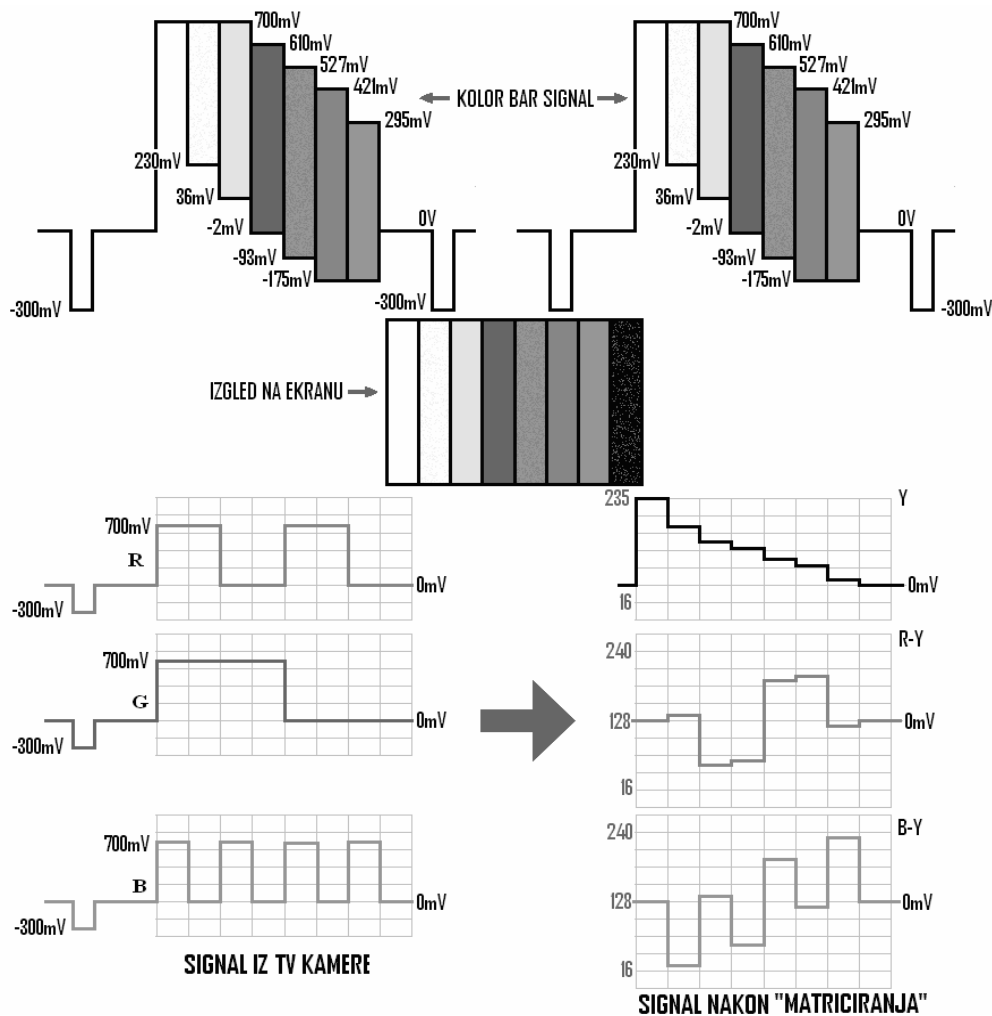 700mV
610mV
527mV
421mV
295mV
230mV
36mV
-2mV
-93mV
-175mV
0V
-300mV
-300mV
KOLOR BAR SIGNAL
700mV
610mV
527mV
421mV
295mV
230mV
36mV
-2mV
-93mV
-175mV
0V
-300mV
IZGLED NA EKRANU
700mV
R
-300mV
0mV
700mV
G
-300mV
0mV
700mV
B
-300mV
0mV
SIGNAL IZ TV KAMERE
235
Y
16
0mV
R-Y
240
128
0mV
16
B-Y
240
128
0mV
16
SIGNAL NAKON "MATRICIRANJA"